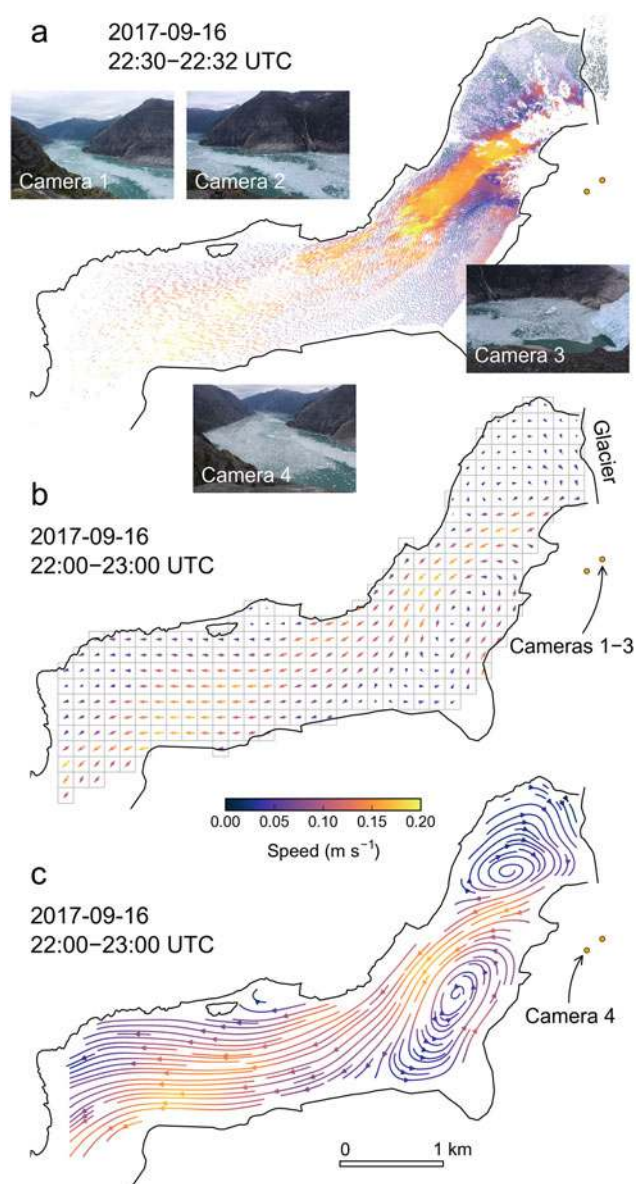 a
2017-09-16
22:30−22:32 UTC
Camera 1
Camera 2
Camera 3
Camera 4
b
Glacier
2017-09-16
22:00−23:00 UTC
Cameras 1−3
0.00 0.05 0.10 0.15 0.20
Speed (m s⁻¹)
c
2017-09-16
22:00−23:00 UTC
Camera 4
0 1 km